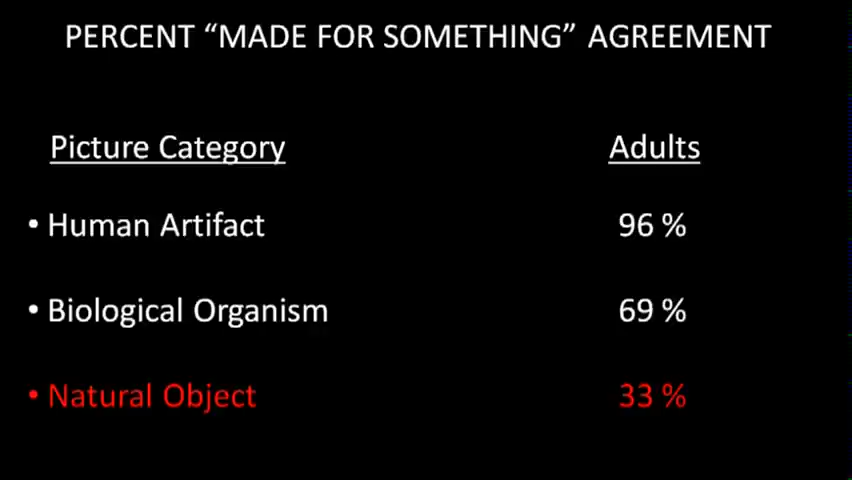 PERCENT “MADE FOR SOMETHING” AGREEMENT
Picture Category Adults
• Human Artifact 96 %
• Biological Organism 69 %
• Natural Object 33 %